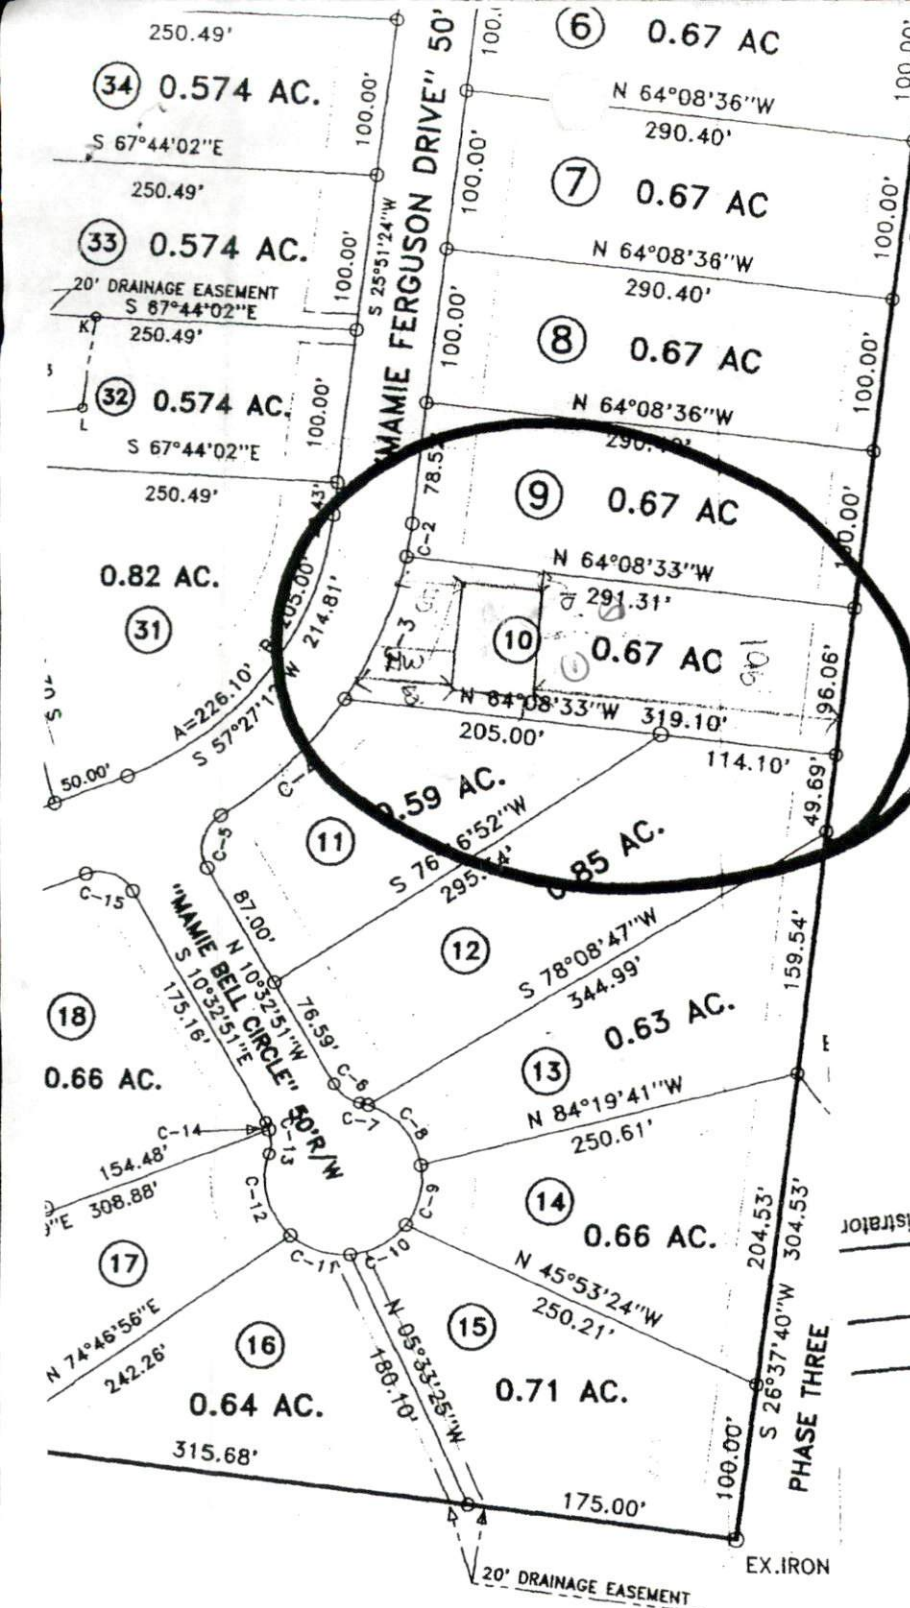 250.49'
34 0.574 AC.
100.00'
S 67°44'02"E
250.49'
33 0.574 AC.
100.00'
20' DRAINAGE EASEMENT
S 67°44'02"E
K
250.49'
32 0.574 AC.
100.00'
L
S 67°44'02"E
250.49'
0.82 AC.
31
S 25°51'24"W
"MAMIE FERGUSON DRIVE" 50'
6 0.67 AC
100.00'
N 64°08'36"W
290.40'
100.00'
7 0.67 AC
100.00'
N 64°08'36"W
290.40'
100.00'
8 0.67 AC
100.00'
N 64°08'36"W
290.40'
C-2
9 0.67 AC
100.00'
N 64°08'33"W
291.31'
10 0.67 AC
106
96.06'
N 64°08'33"W 319.10'
205.00'
114.10'
49.69'
205.00'
214.81'
A=226.10'
50.00'
C-5
11 0.59 AC.
295.
0.85 AC.
12
S 78°08'47"W
344.99'
159.54'
87.00'
N 10°32'51"W
76.59'
"MAMIE BELL CIRCLE" 50'R/W
S 10°32'51"E
175.16'
C-15
18
0.66 AC.
C-6
C-7
C-8
13 0.63 AC.
N 84°19'41"W
250.61'
C-14
C-13
154.48'
308.88'
C-12
C-9
C-10
C-11
14
0.66 AC.
204.53'
304.53'
N 45°53'24"W
250.21'
17
N 74°46'56"E
242.26'
16
0.64 AC.
315.68'
N 05°33'25"W
180.10'
15
0.71 AC.
175.00'
100.00'
S 26°37'40"W
PHASE THREE
EX.IRON
20' DRAINAGE EASEMENT